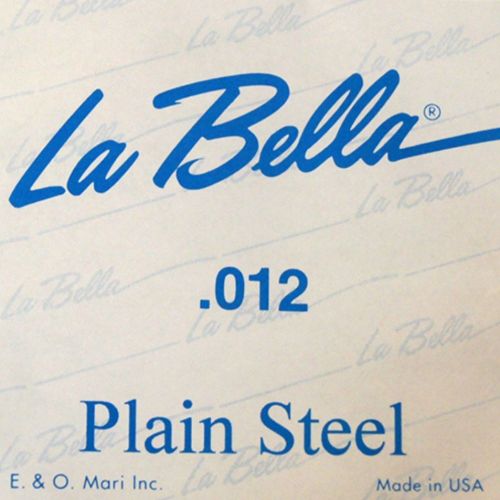 La Bella®
.012
Plain Steel
E. & O. Mari Inc.
Made in USA